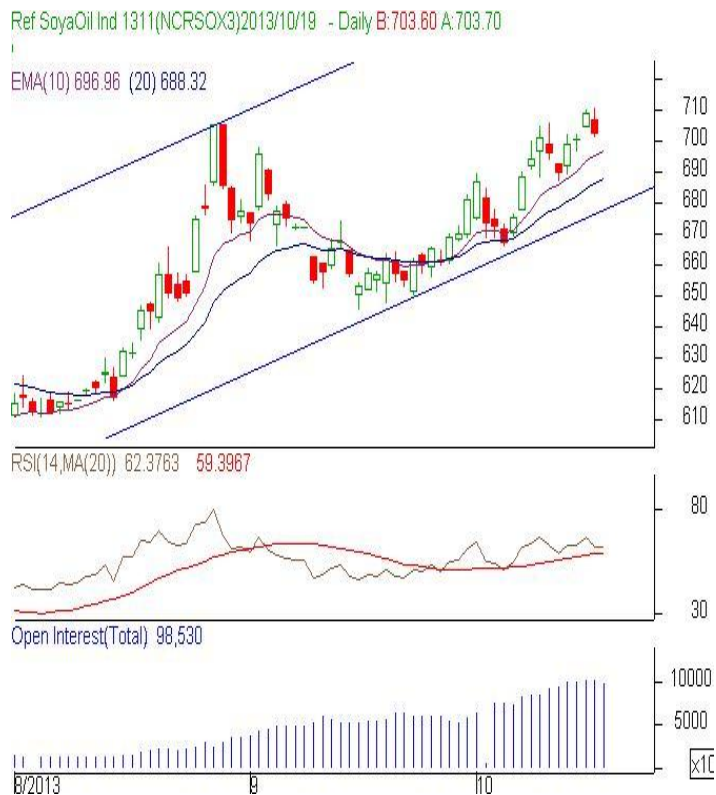 Ref SoyaOil Ind 1311(NCRSOX3)2013/10/19 - Daily B:703.60 A:703.70
EMA(10) 696.96 (20) 688.32
710
700
690
680
670
660
650
640
630
620
610
RSI(14,MA(20)) 62.3763 59.3967
80
30
Open Interest(Total) 98,530
10000
5000
x10
8/2013 9 10